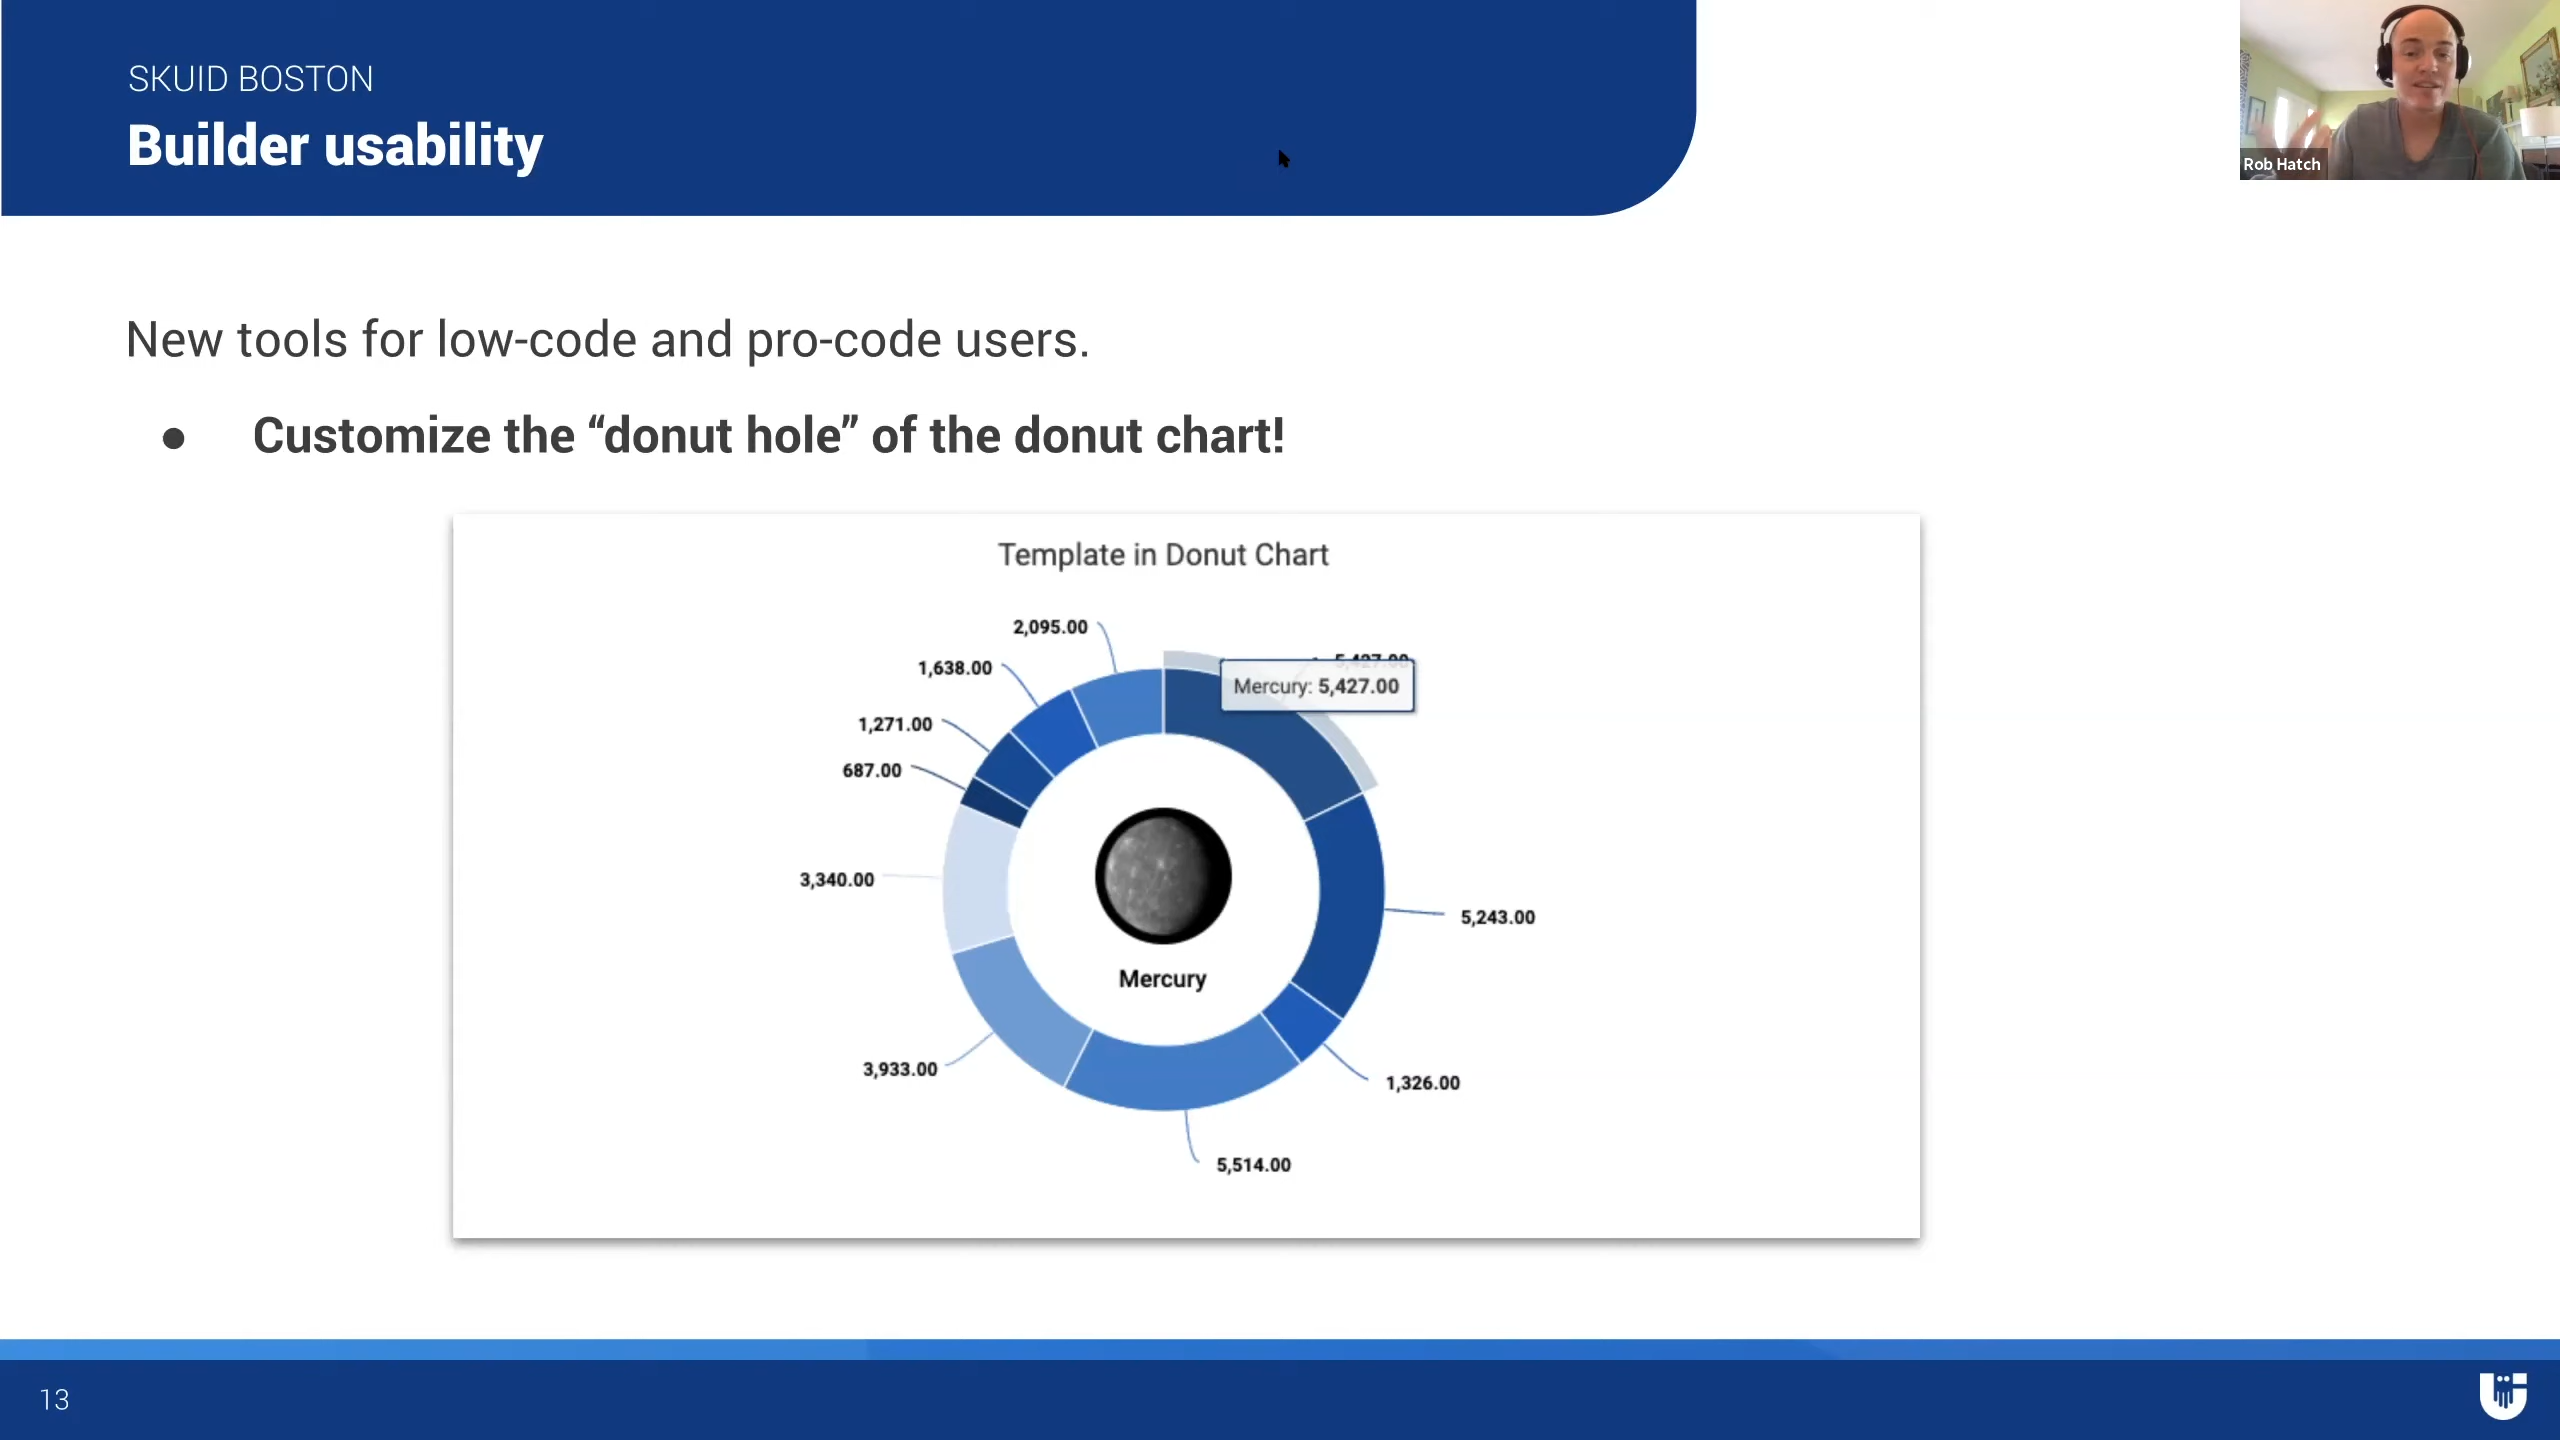 SKUID BOSTON
Builder usability
Rob Hatch
New tools for low-code and pro-code users.
● Customize the “donut hole” of the donut chart!
Template in Donut Chart
2,095.00
5,427.00
1,638.00
Mercury: 5,427.00
1,271.00
687.00
3,340.00
5,243.00
Mercury
3,933.00
1,326.00
5,514.00
13